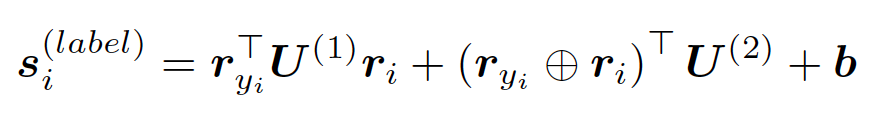 s_i^{(label)} = r_{y_i}^⊤ U^{(1)} r_i + (r_{y_i} ⊕ r_i)^⊤ U^{(2)} + b